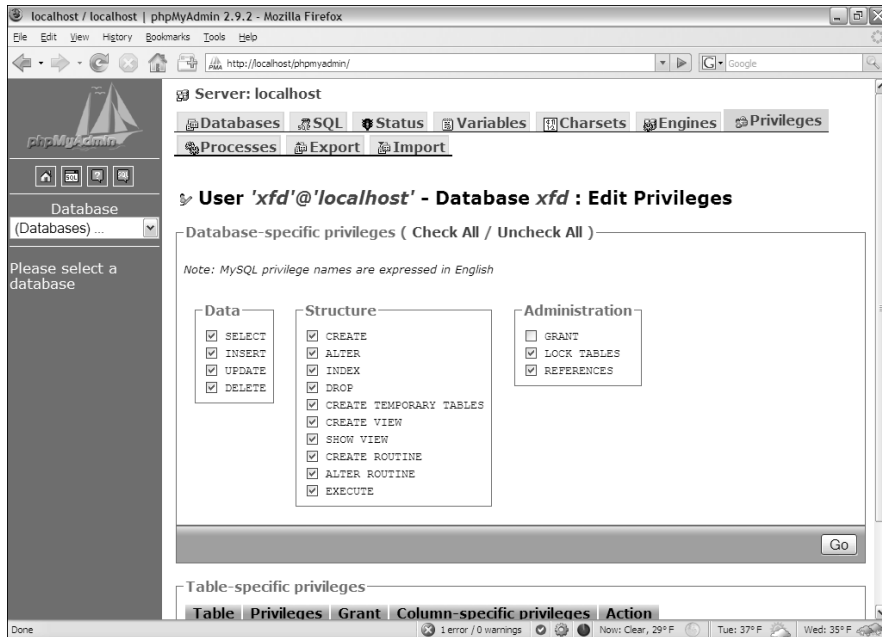 localhost / localhost | phpMyAdmin 2.9.2 - Mozilla Firefox
File Edit View History Bookmarks Tools Help
http://localhost/phpmyadmin/
G Google
phpMyAdmin
SQL
Database
(Databases) ...
Please select a
database
Server: localhost
Databases SQL Status Variables Charsets Engines Privileges
Processes Export Import
User 'xfd'@'localhost' - Database xfd : Edit Privileges
Database-specific privileges ( Check All / Uncheck All )
Note: MySQL privilege names are expressed in English
Data
SELECT
INSERT
UPDATE
DELETE
Structure
CREATE
ALTER
INDEX
DROP
CREATE TEMPORARY TABLES
CREATE VIEW
SHOW VIEW
CREATE ROUTINE
ALTER ROUTINE
EXECUTE
Administration
GRANT
LOCK TABLES
REFERENCES
Go
Table-specific privileges
Table Privileges Grant Column-specific privileges Action
Done 1 error / 0 warnings Now: Clear, 29° F Tue: 37° F Wed: 35° F